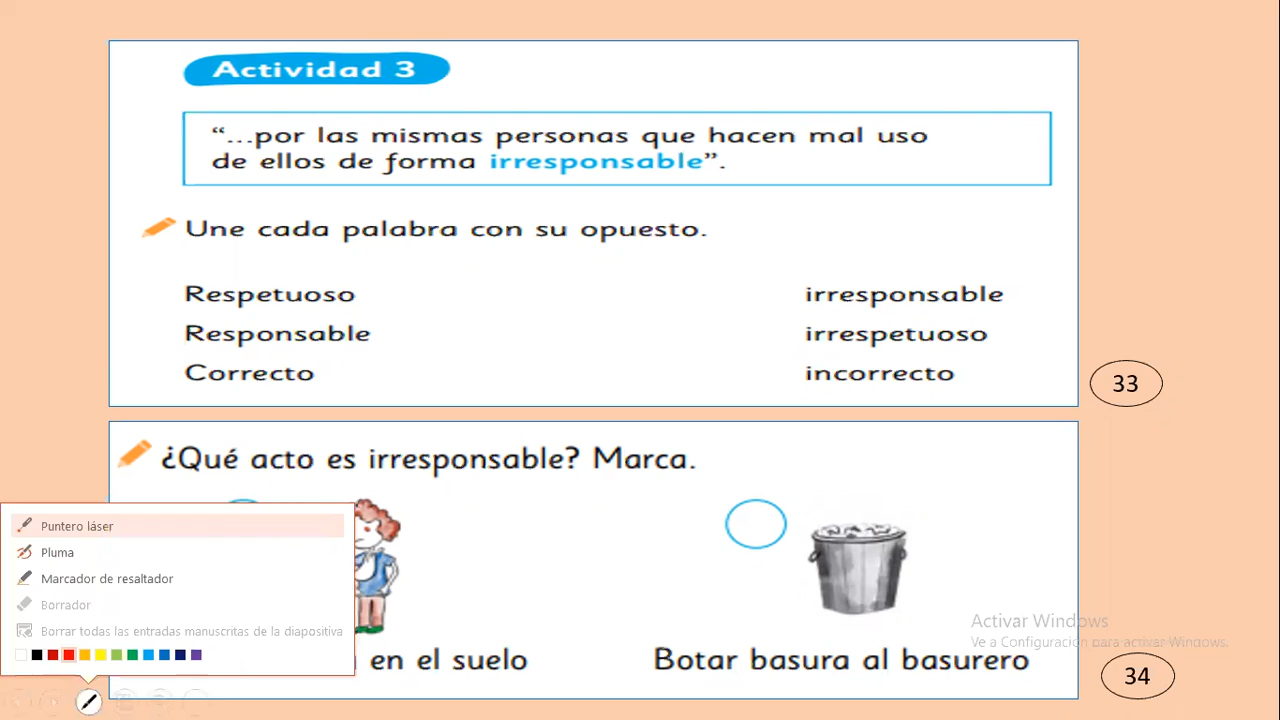 Actividad 3
“...por las mismas personas que hacen mal uso
de ellos de forma irresponsable”.
Une cada palabra con su opuesto.
Respetuoso irresponsable
Responsable irrespetuoso
Correcto incorrecto
33
¿Qué acto es irresponsable? Marca.
Puntero láser
Pluma
Marcador de resaltador
Borrador
Borrar todas las entradas manuscritas de la diapositiva
Activar Windows
Ve a Configuración para activar Windows.
en el suelo Botar basura al basurero
34